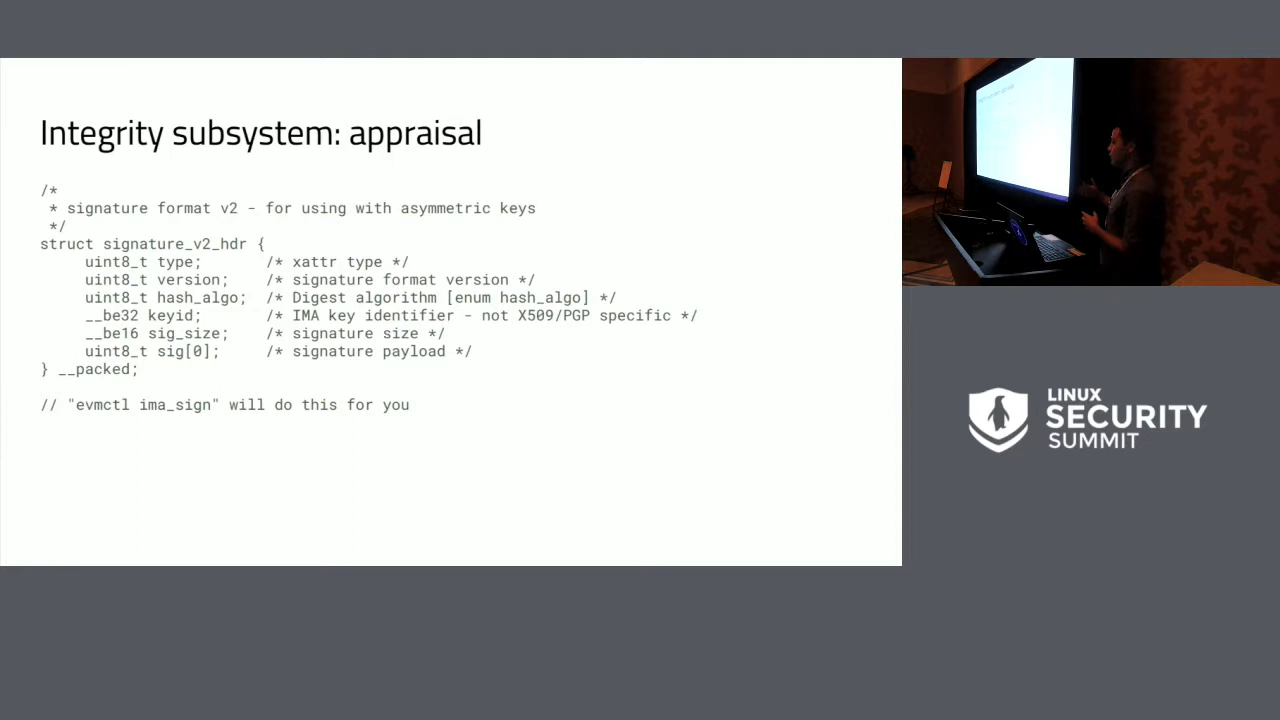 Integrity subsystem: appraisal
/*
 * signature format v2 - for using with asymmetric keys
 */
struct signature_v2_hdr {
     uint8_t type;       /* xattr type */
     uint8_t version;    /* signature format version */
     uint8_t hash_algo;  /* Digest algorithm [enum hash_algo] */
     __be32 keyid;       /* IMA key identifier - not X509/PGP specific */
     __be16 sig_size;    /* signature size */
     uint8_t sig[0];     /* signature payload */
} __packed;
// "evmctl ima_sign" will do this for you
LINUX
SECURITY
SUMMIT